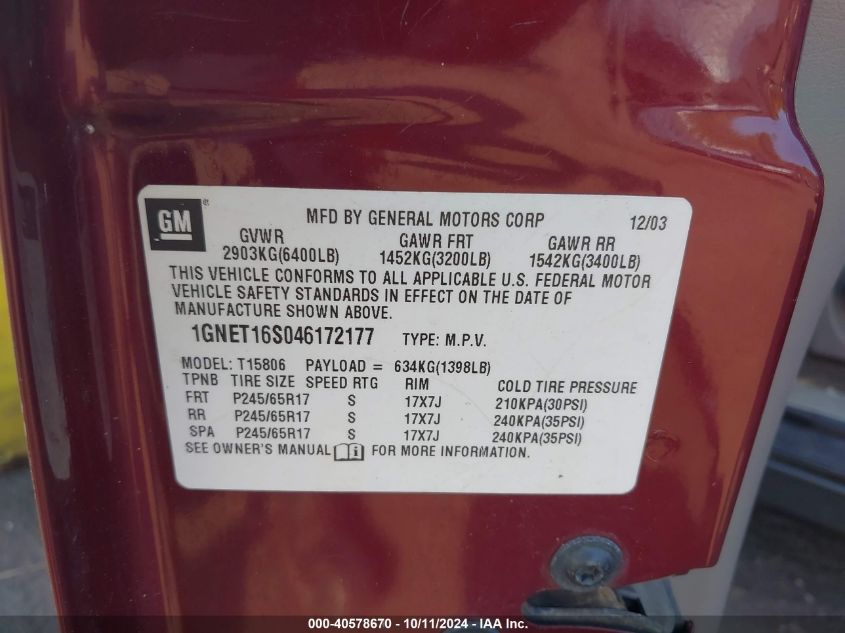 GM ®
MFD BY GENERAL MOTORS CORP 12/03
GVWR GAWR FRT GAWR RR
2903KG(6400LB) 1452KG(3200LB) 1542KG(3400LB)
THIS VEHICLE CONFORMS TO ALL APPLICABLE U.S. FEDERAL MOTOR
VEHICLE SAFETY STANDARDS IN EFFECT ON THE DATE OF
MANUFACTURE SHOWN ABOVE.
1GNET16S046172177 TYPE: M.P.V.
MODEL: T15806 PAYLOAD = 634KG(1398LB)
TPNB TIRE SIZE SPEED RTG RIM COLD TIRE PRESSURE
FRT P245/65R17 S 17X7J 210KPA(30PSI)
RR P245/65R17 S 17X7J 240KPA(35PSI)
SPA P245/65R17 S 17X7J 240KPA(35PSI)
SEE OWNER'S MANUAL i FOR MORE INFORMATION.
000-40578670 - 10/11/2024 - IAA Inc.